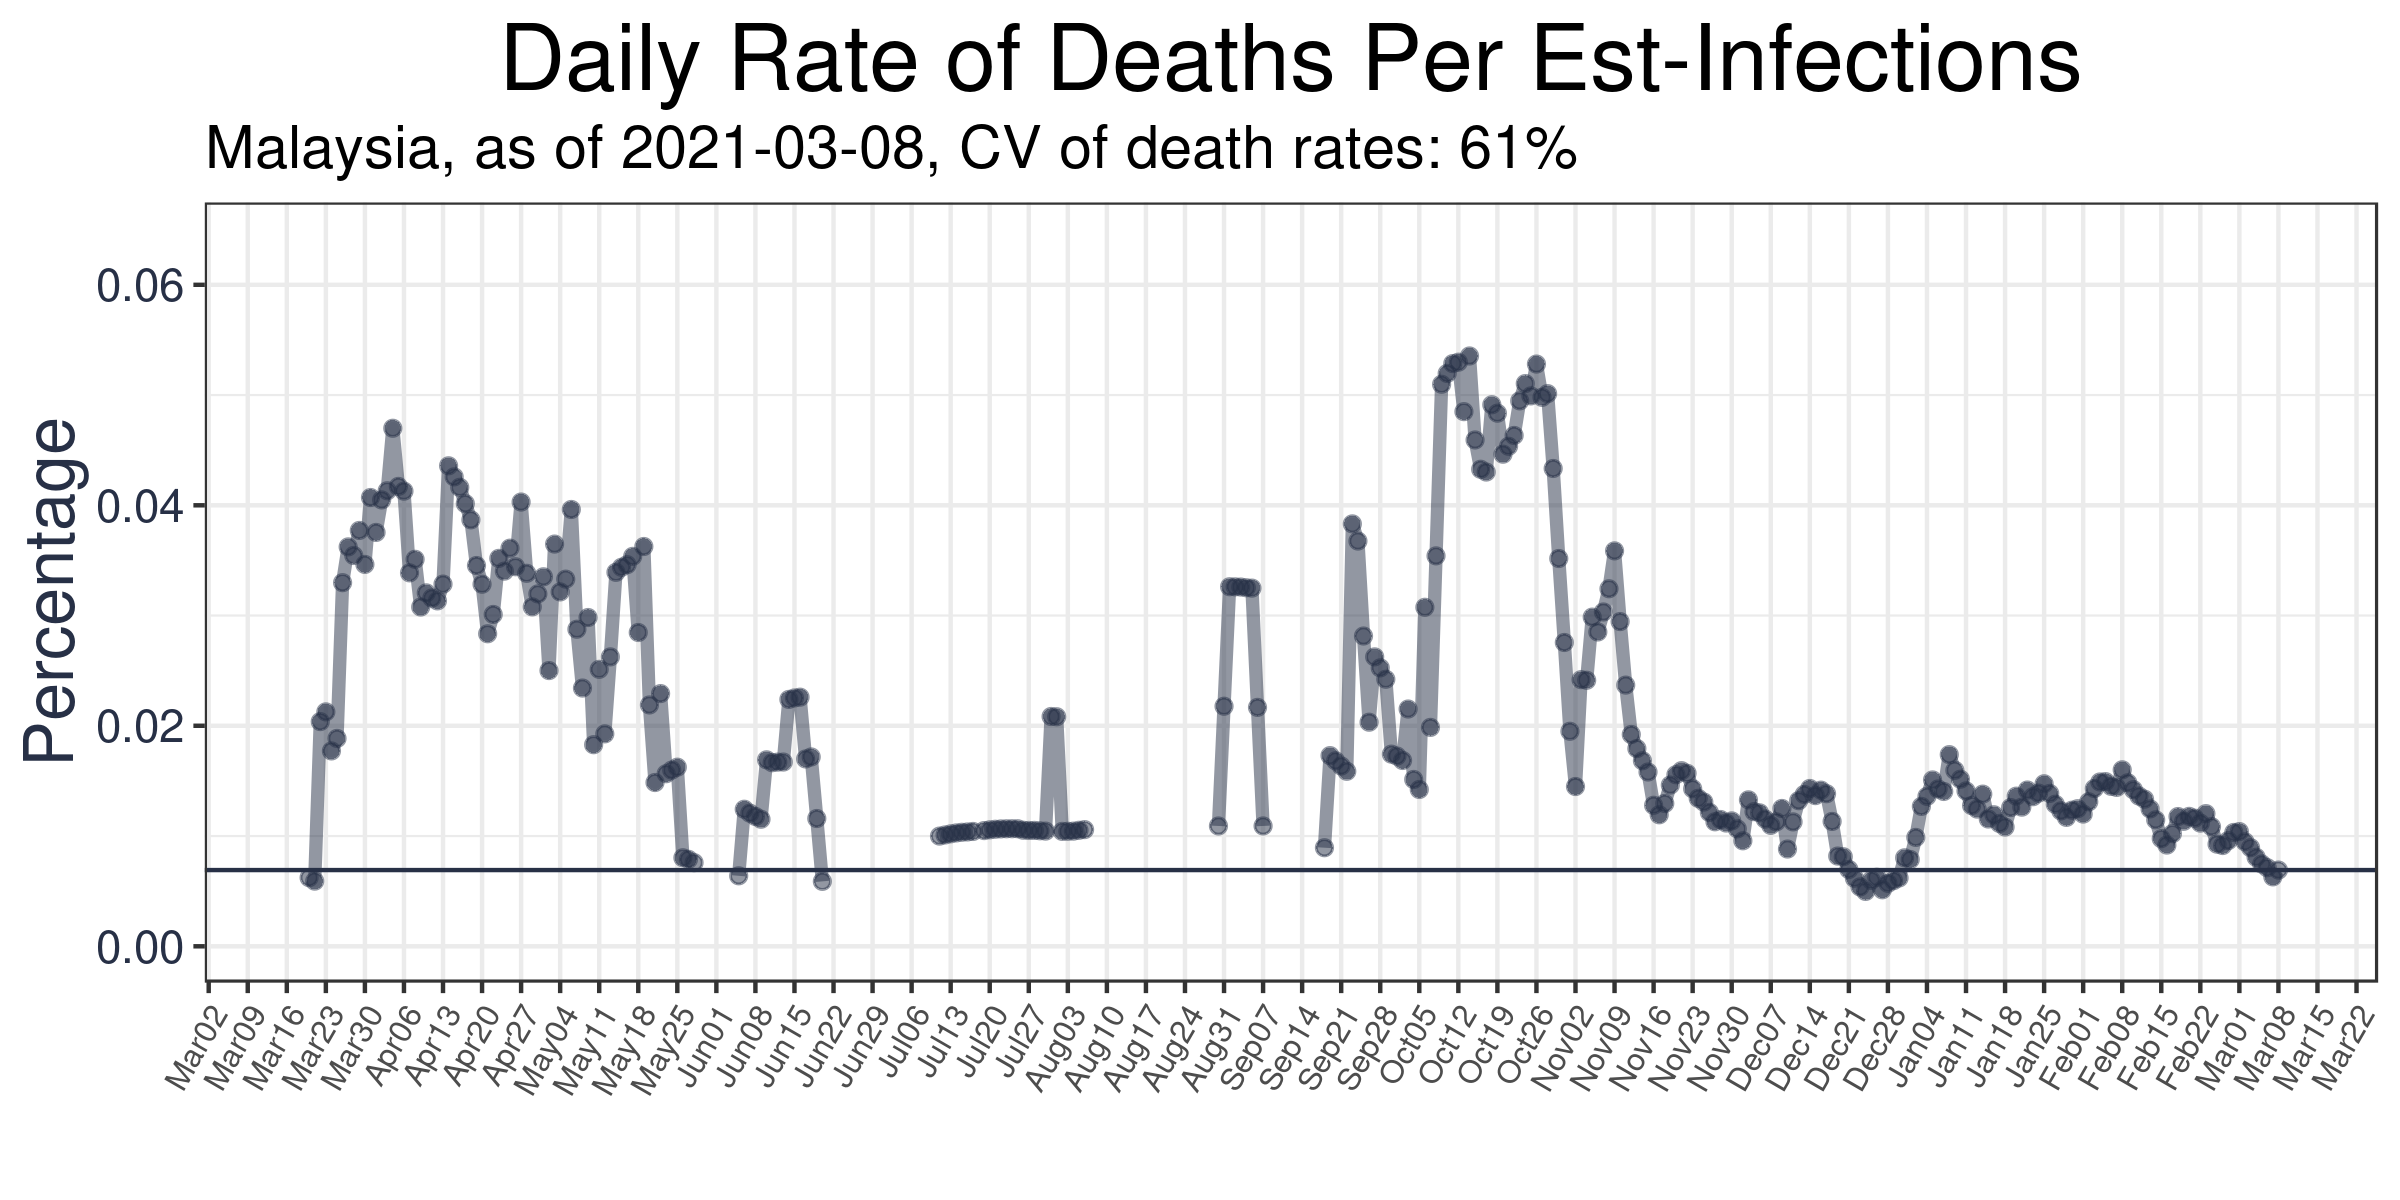 Daily Rate of Deaths Per Est-Infections
Malaysia, as of 2021-03-08, CV of death rates: 61%
Percentage
0.06
0.04
0.02
0.00
Mar02
Mar09
Mar16
Mar23
Mar30
Apr06
Apr13
Apr20
Apr27
May04
May11
May18
May25
Jun01
Jun08
Jun15
Jun22
Jun29
Jul06
Jul13
Jul20
Jul27
Aug03
Aug10
Aug17
Aug24
Aug31
Sep07
Sep14
Sep21
Sep28
Oct05
Oct12
Oct19
Oct26
Nov02
Nov09
Nov16
Nov23
Nov30
Dec07
Dec14
Dec21
Dec28
Jan04
Jan11
Jan18
Jan25
Feb01
Feb08
Feb15
Feb22
Mar01
Mar08
Mar15
Mar22